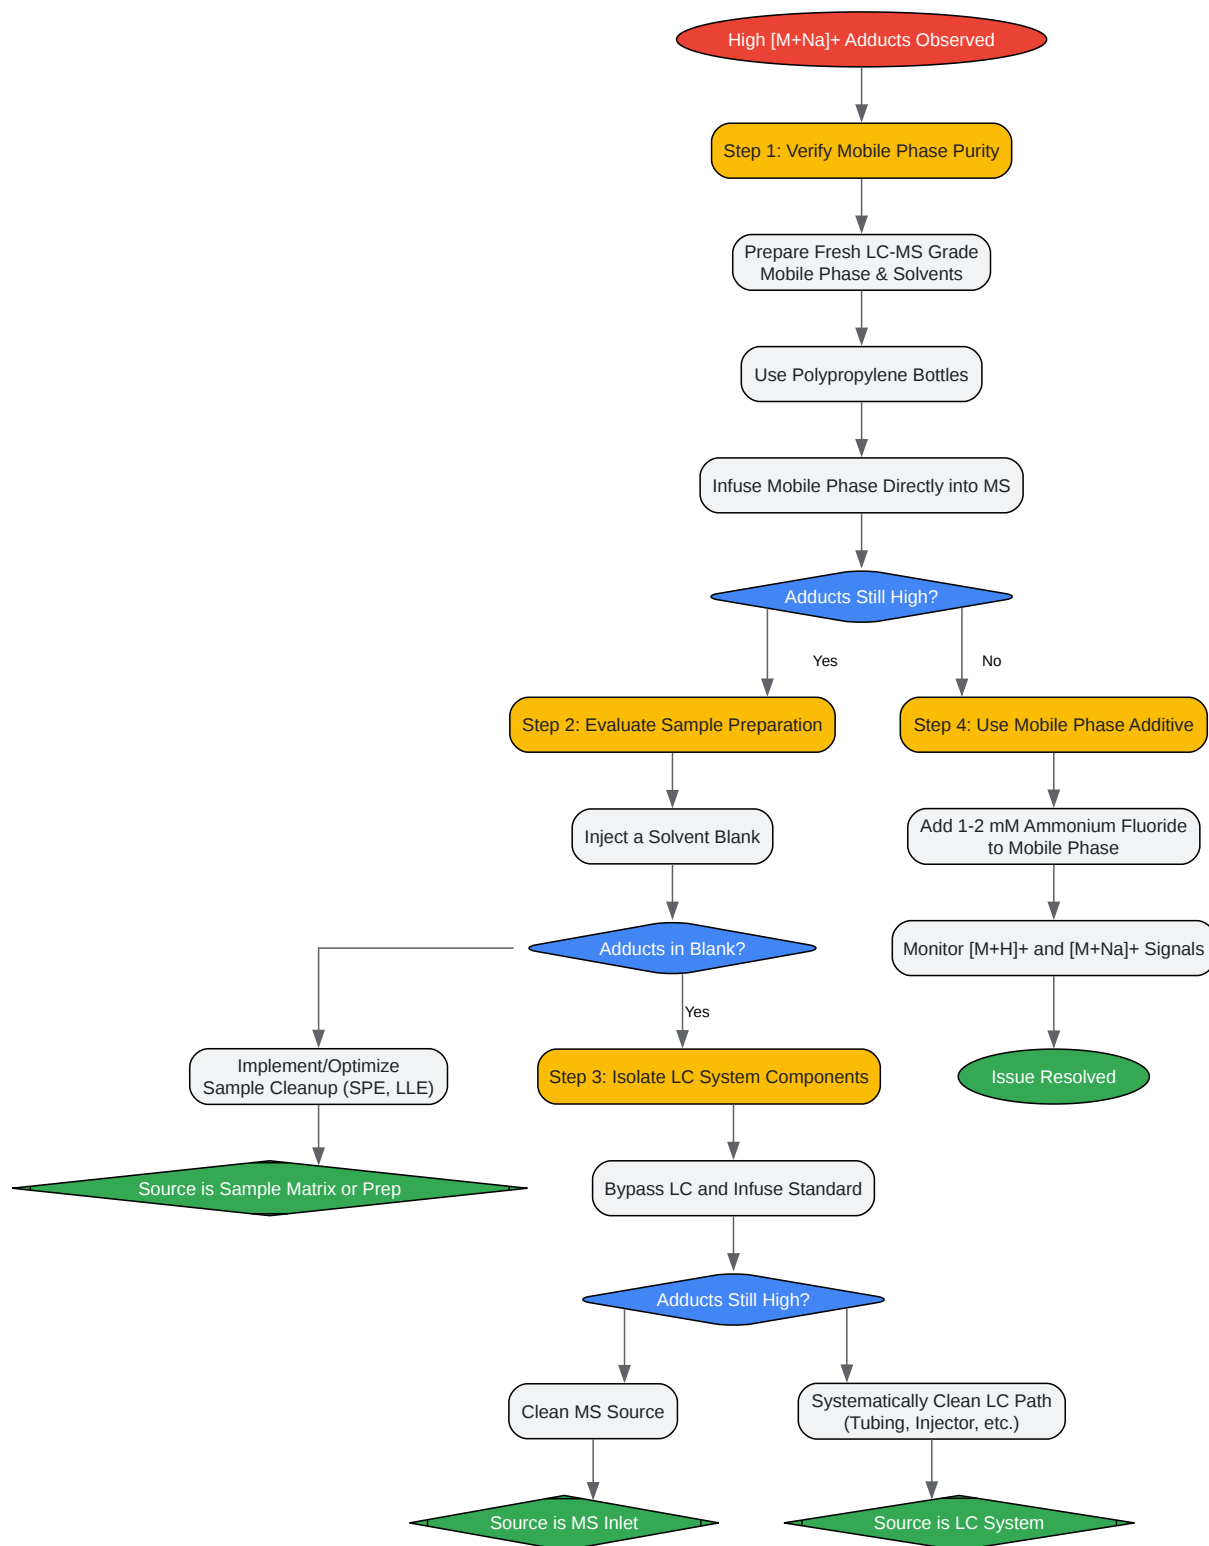 High [M+Na]+ Adducts Observed
Step 1: Verify Mobile Phase Purity
Prepare Fresh LC-MS Grade
Mobile Phase & Solvents
Use Polypropylene Bottles
Infuse Mobile Phase Directly into MS
Adducts Still High?
Yes
No
Step 2: Evaluate Sample Preparation
Step 4: Use Mobile Phase Additive
Inject a Solvent Blank
Add 1-2 mM Ammonium Fluoride
to Mobile Phase
Adducts in Blank?
Monitor [M+H]+ and [M+Na]+ Signals
Yes
Implement/Optimize
Sample Cleanup (SPE, LLE)
Step 3: Isolate LC System Components
Issue Resolved
Source is Sample Matrix or Prep
Bypass LC and Infuse Standard
Adducts Still High?
Clean MS Source
Systematically Clean LC Path
(Tubing, Injector, etc.)
Source is MS Inlet
Source is LC System